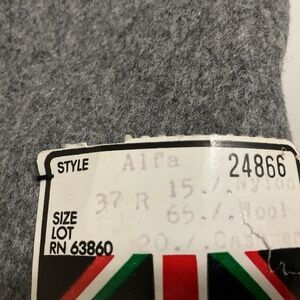 STYLE Alfa 24866
37 R 15./. Nylon
SIZE 65./. Wool
LOT
RN 63860 20./.